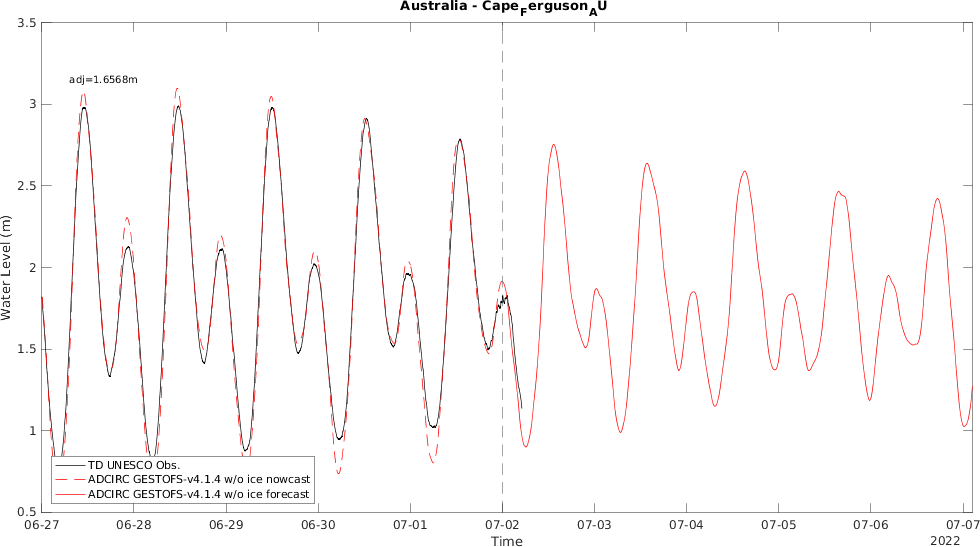 Australia - CapeFergusonAU
adj=1.6568m
3.5
3
2.5
2
1.5
1
0.5
Water Level (m)
TD UNESCO Obs.
ADCIRC GESTOFS-v4.1.4 w/o ice nowcast
ADCIRC GESTOFS-v4.1.4 w/o ice forecast
06-27 06-28 06-29 06-30 07-01 07-02 07-03 07-04 07-05 07-06 07-07
Time
2022